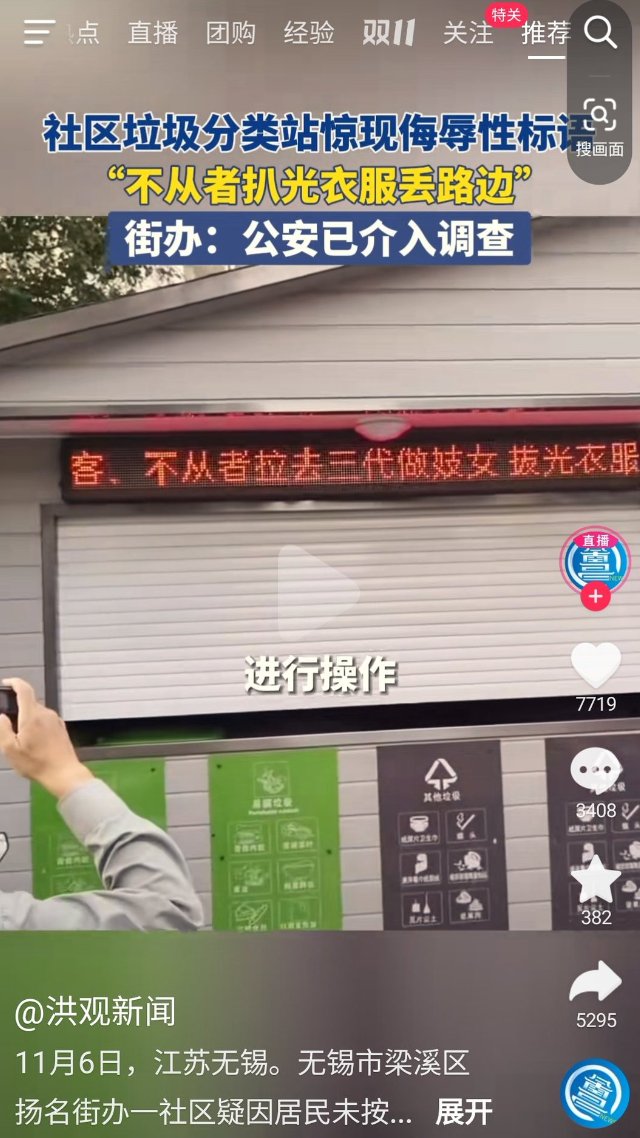 点 直播 团购 经验 双11 关注 特关 推荐
搜画面
社区垃圾分类站惊现侮辱性标语
“不从者扒光衣服丢路边”
街办：公安已介入调查
客、不从者拉去三代做妓女 拔光衣服
直播
进行操作
7719
其他垃圾
3408
382
@洪观新闻
5295
11月6日，江苏无锡。无锡市梁溪区
扬名街办一社区疑因居民未按... 展开